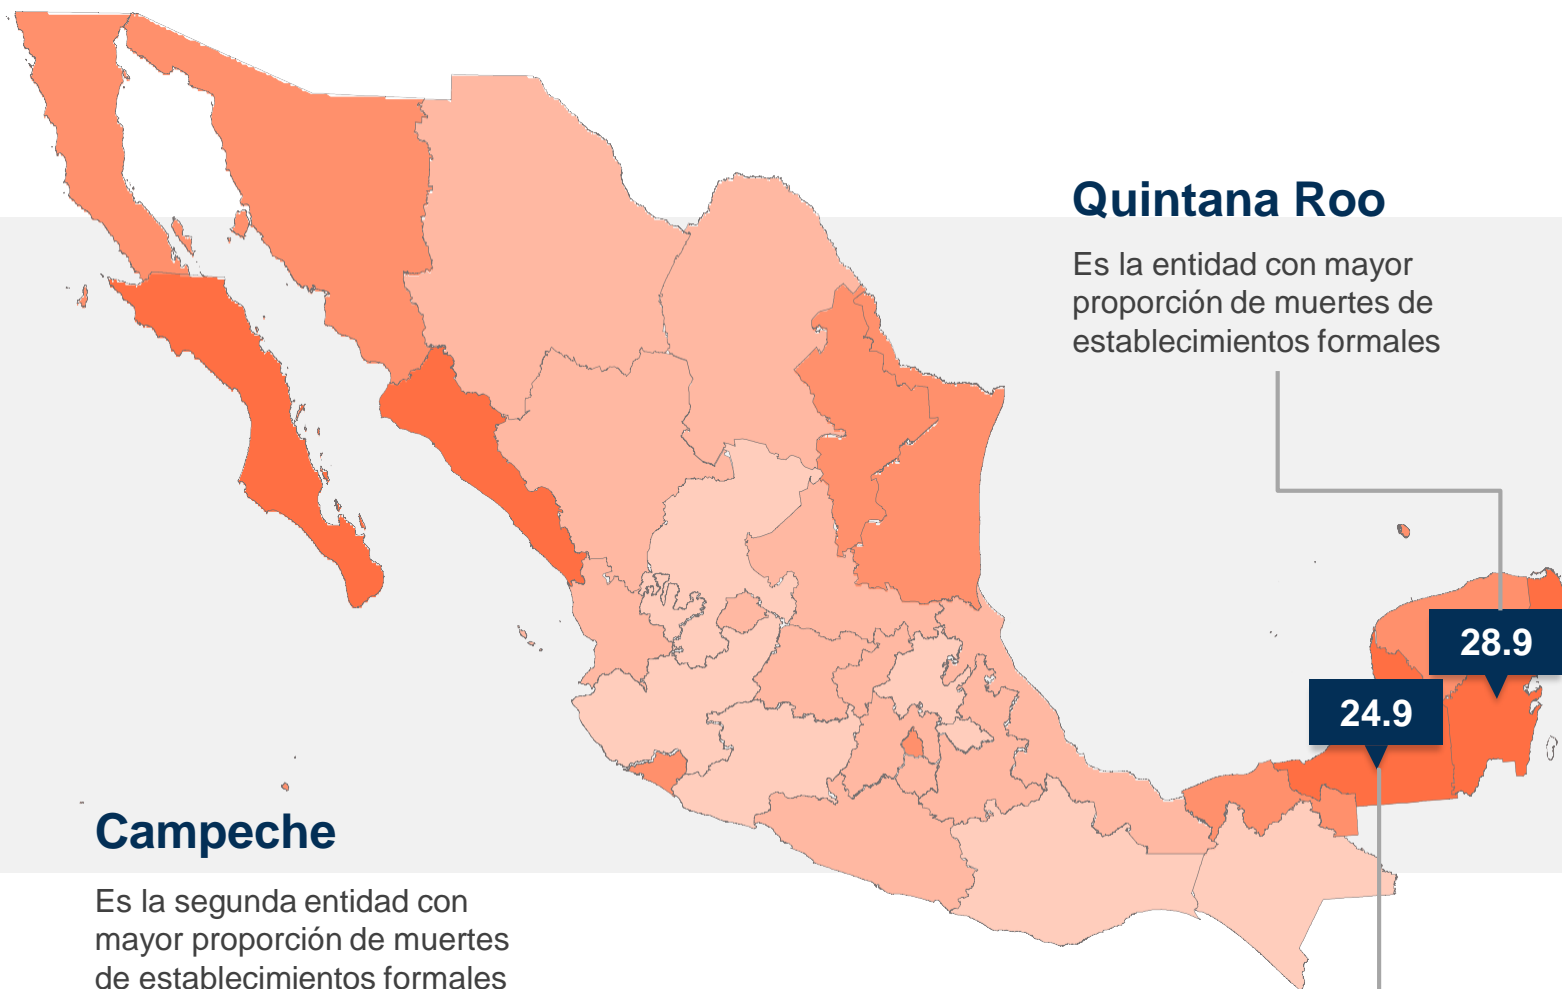 Quintana Roo
Es la entidad con mayor
proporción de muertes de
establecimientos formales
28.9
24.9
Campeche
Es la segunda entidad con
mayor proporción de muertes
de establecimientos formales